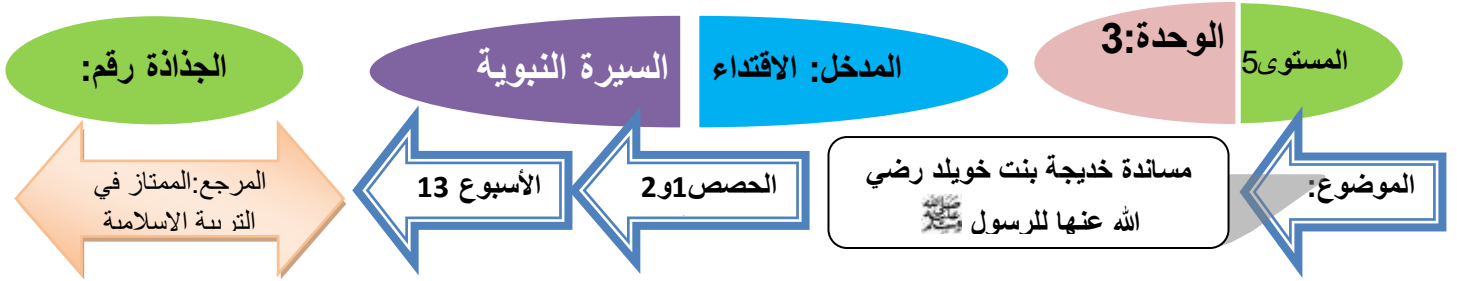 المستوى5
الوحدة:3
المدخل: الاقتداء
السيرة النبوية
الجذاذة رقم:
الموضوع:
مساندة خديجة بنت خويلد رضي
الله عنها للرسول ﷺ
الحصص1و2
الأسبوع 13
المرجع:الممتاز في
التربية الاسلامية